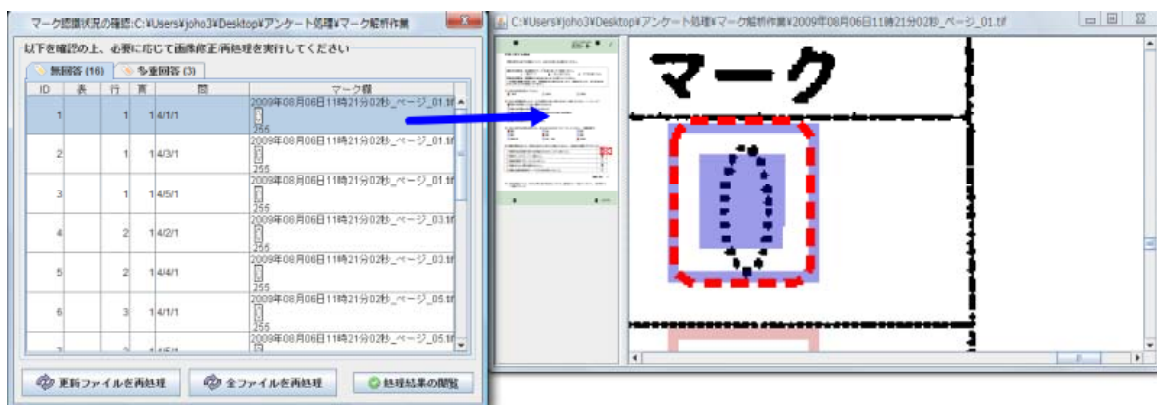 マーク認識状況の確認:C:¥Users¥joho3¥Desktop¥アンケート処理¥マーク解析作業
以下を確認の上、必要に応じて画像修正/再処理を実行してください
無回答 (16)
多重回答 (3)
ID 表 行 頁 問 マーク欄
2009年08月06日11時21分02秒_ページ_01.tif
1 1 1 4/1/1
255
2009年08月06日11時21分02秒_ページ_01.tif
2 1 1 4/3/1
255
2009年08月06日11時21分02秒_ページ_01.tif
3 1 1 4/5/1
255
2009年08月06日11時21分02秒_ページ_03.tif
4 2 1 4/2/1
255
2009年08月06日11時21分02秒_ページ_03.tif
5 2 1 4/4/1
255
2009年08月06日11時21分02秒_ページ_05.tif
6 3 1 4/1/1
255
2009年08月06日11時21分02秒_ページ_05.tif
更新ファイルを再処理
全ファイルを再処理
処理結果の閲覧
C:¥Users¥joho3¥Desktop¥アンケート処理¥マーク解析作業¥2009年08月06日11時21分02秒_ページ_01.tif
マーク